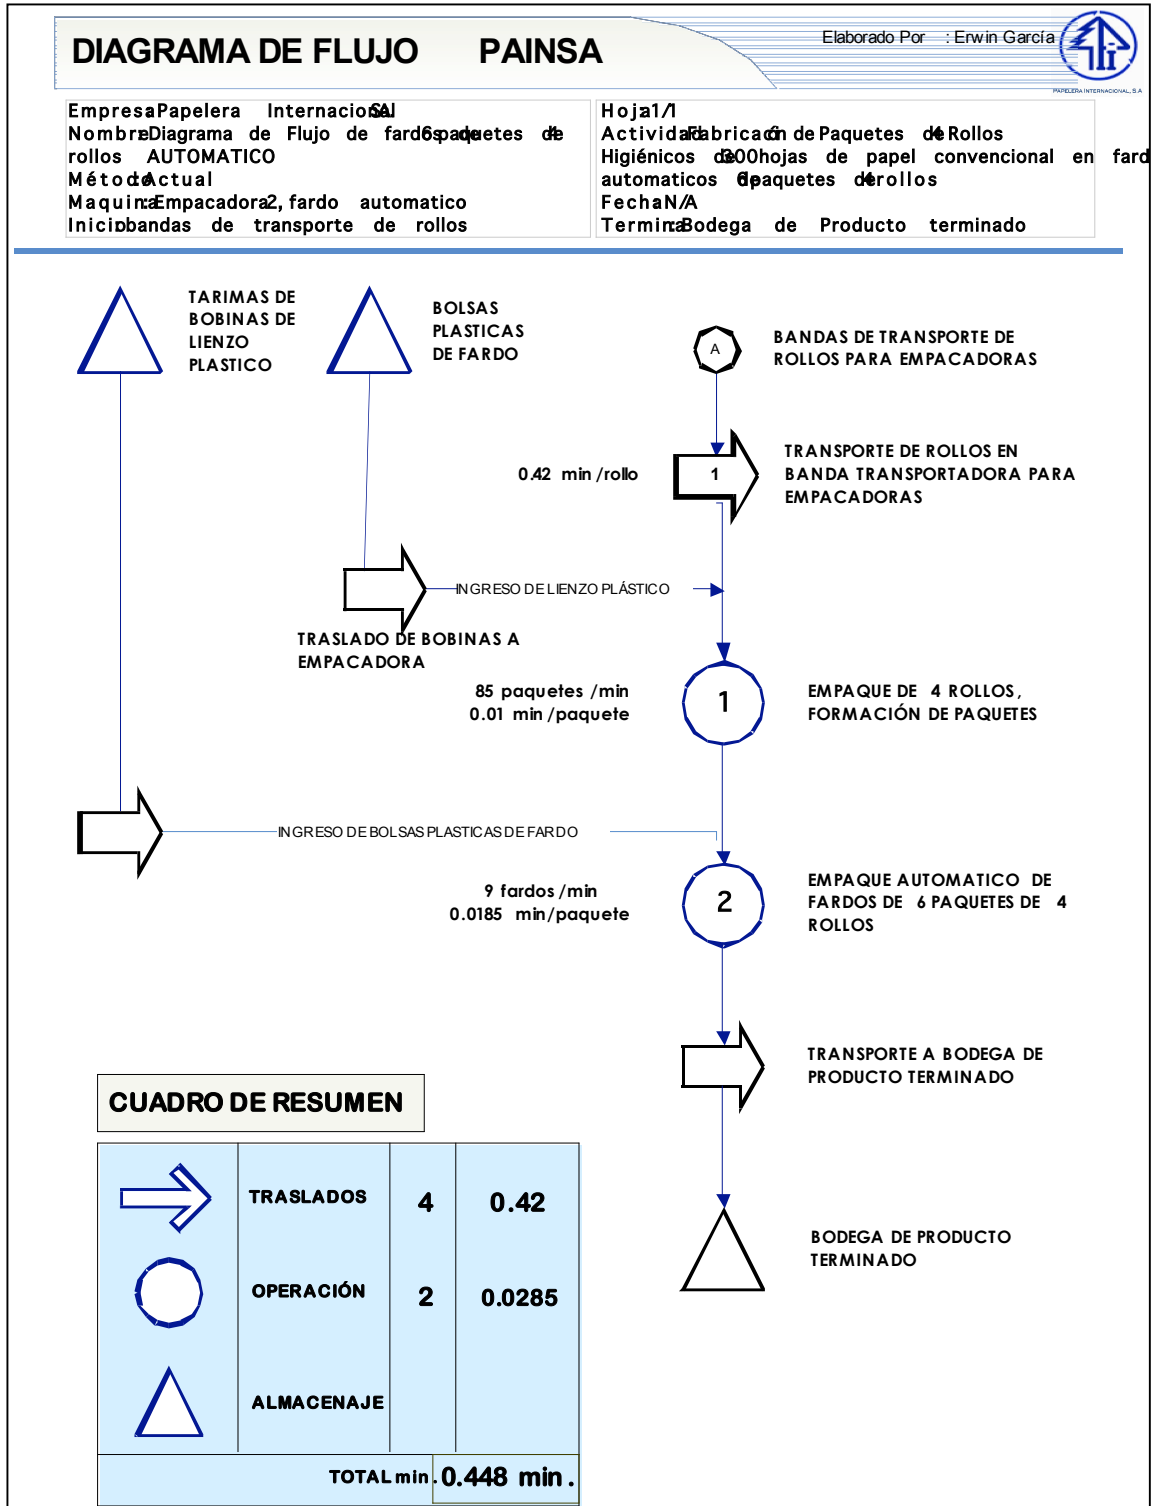 DIAGRAMA DE FLUJO PAINSA
Elaborado Por : Erwin García
PAPELERA INTERNACIONAL, S.A
Empresa: Papelera Internacional SA
Nombre: Diagrama de Flujo de fardos de 6 paquetes de 4
rollos AUTOMATICO
Método: Actual
Maquina: Empacadora 2, fardo automatico
Inicio: bandas de transporte de rollos
Hoja: 1/1
Actividad: Fabricación de Paquetes de 4 Rollos
Higiénicos de 300 hojas de papel convencional en fard
automaticos de 6 paquetes de 4 rollos
Fecha: N/A
Termina: Bodega de Producto terminado
TARIMAS DE
BOBINAS DE
LIENZO
PLASTICO
BOLSAS
PLASTICAS
DE FARDO
A
BANDAS DE TRANSPORTE DE
ROLLOS PARA EMPACADORAS
0.42 min /rollo
1
TRANSPORTE DE ROLLOS EN
BANDA TRANSPORTADORA PARA
EMPACADORAS
INGRESO DE LIENZO PLÁSTICO
TRASLADO DE BOBINAS A
EMPACADORA
85 paquetes /min
0.01 min /paquete
1
EMPAQUE DE 4 ROLLOS,
FORMACIÓN DE PAQUETES
INGRESO DE BOLSAS PLASTICAS DE FARDO
9 fardos /min
0.0185 min/paquete
2
EMPAQUE AUTOMATICO DE
FARDOS DE 6 PAQUETES DE 4
ROLLOS
TRANSPORTE A BODEGA DE
PRODUCTO TERMINADO
BODEGA DE PRODUCTO
TERMINADO
CUADRO DE RESUMEN
TRASLADOS 4 0.42
OPERACIÓN 2 0.0285
ALMACENAJE
TOTAL min. 0.448 min.